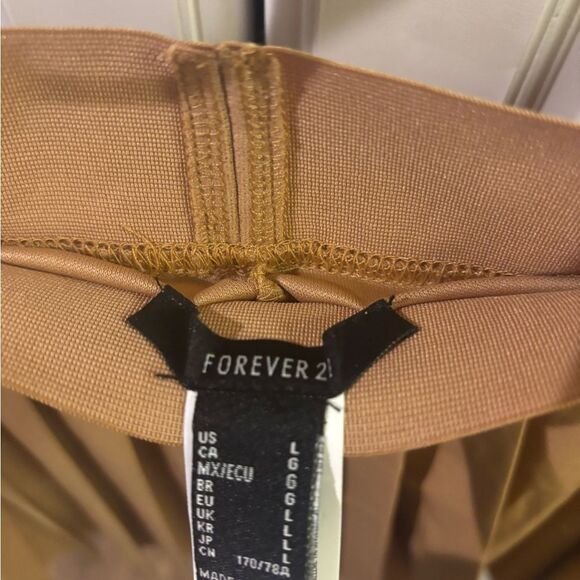 FOREVER 21
US L
CA G
MX/ECU G
BR G
EU L
UK L
KR L
JP L
CN 170/78A
MADE